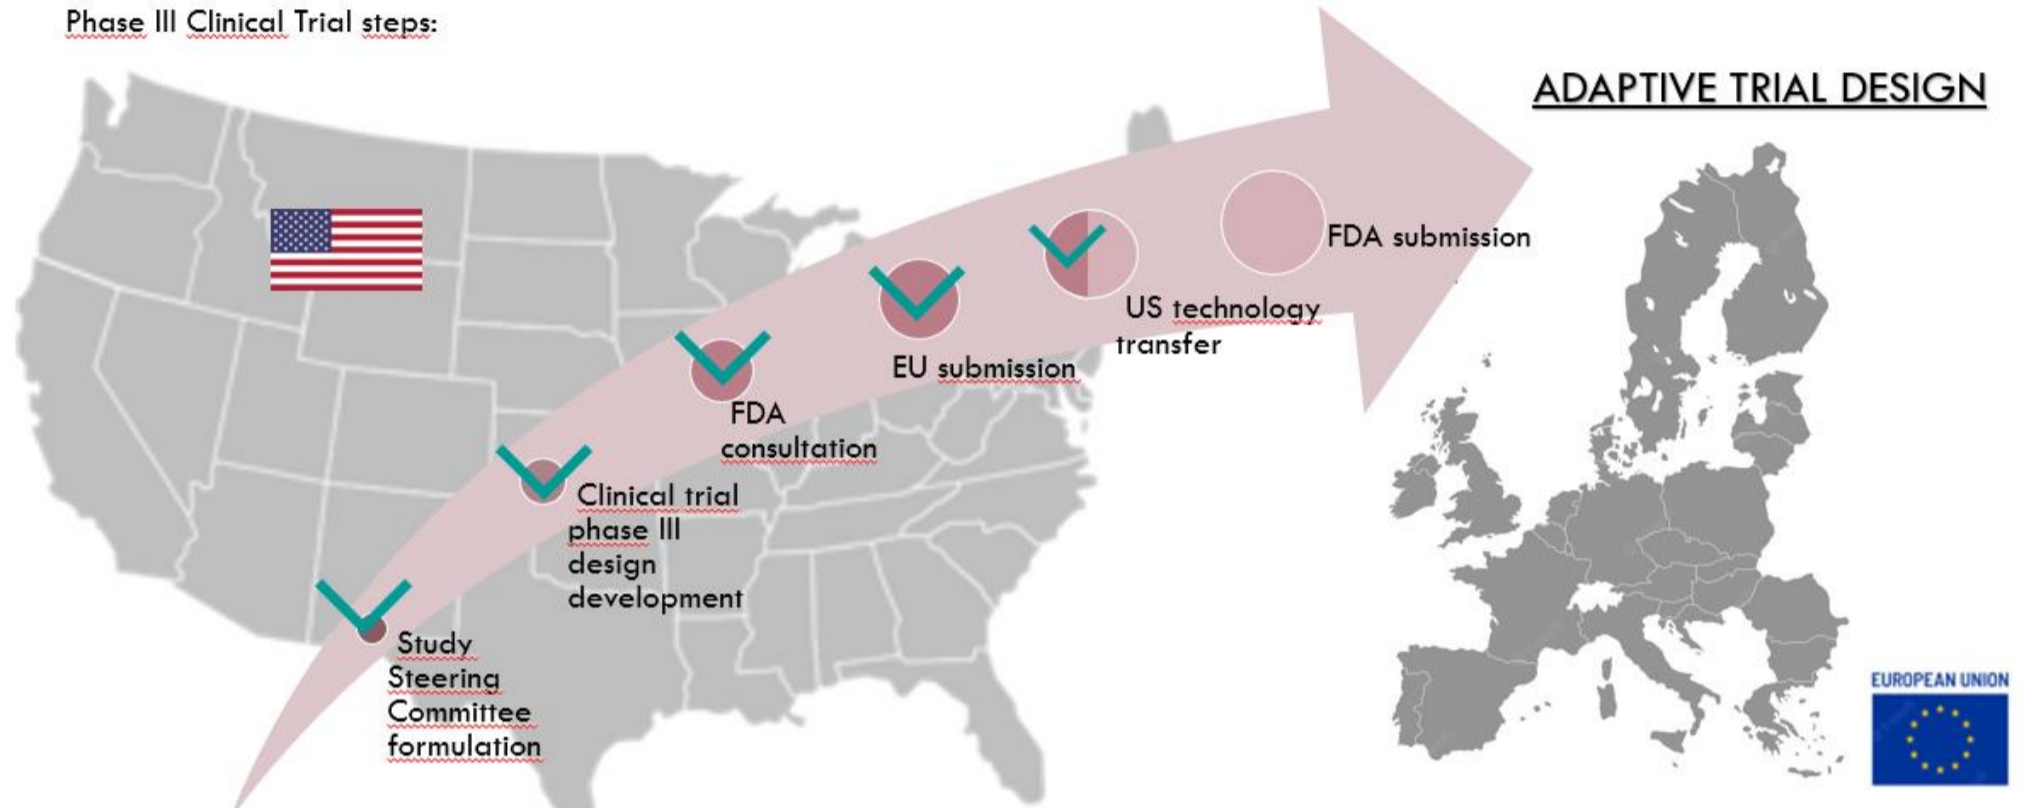 Phase III Clinical Trial steps:
ADAPTIVE TRIAL DESIGN
FDA submission
US technology
transfer
EU submission
FDA
consultation
Clinical trial
phase III
design
development
Study
Steering
Committee
formulation
EUROPEAN UNION